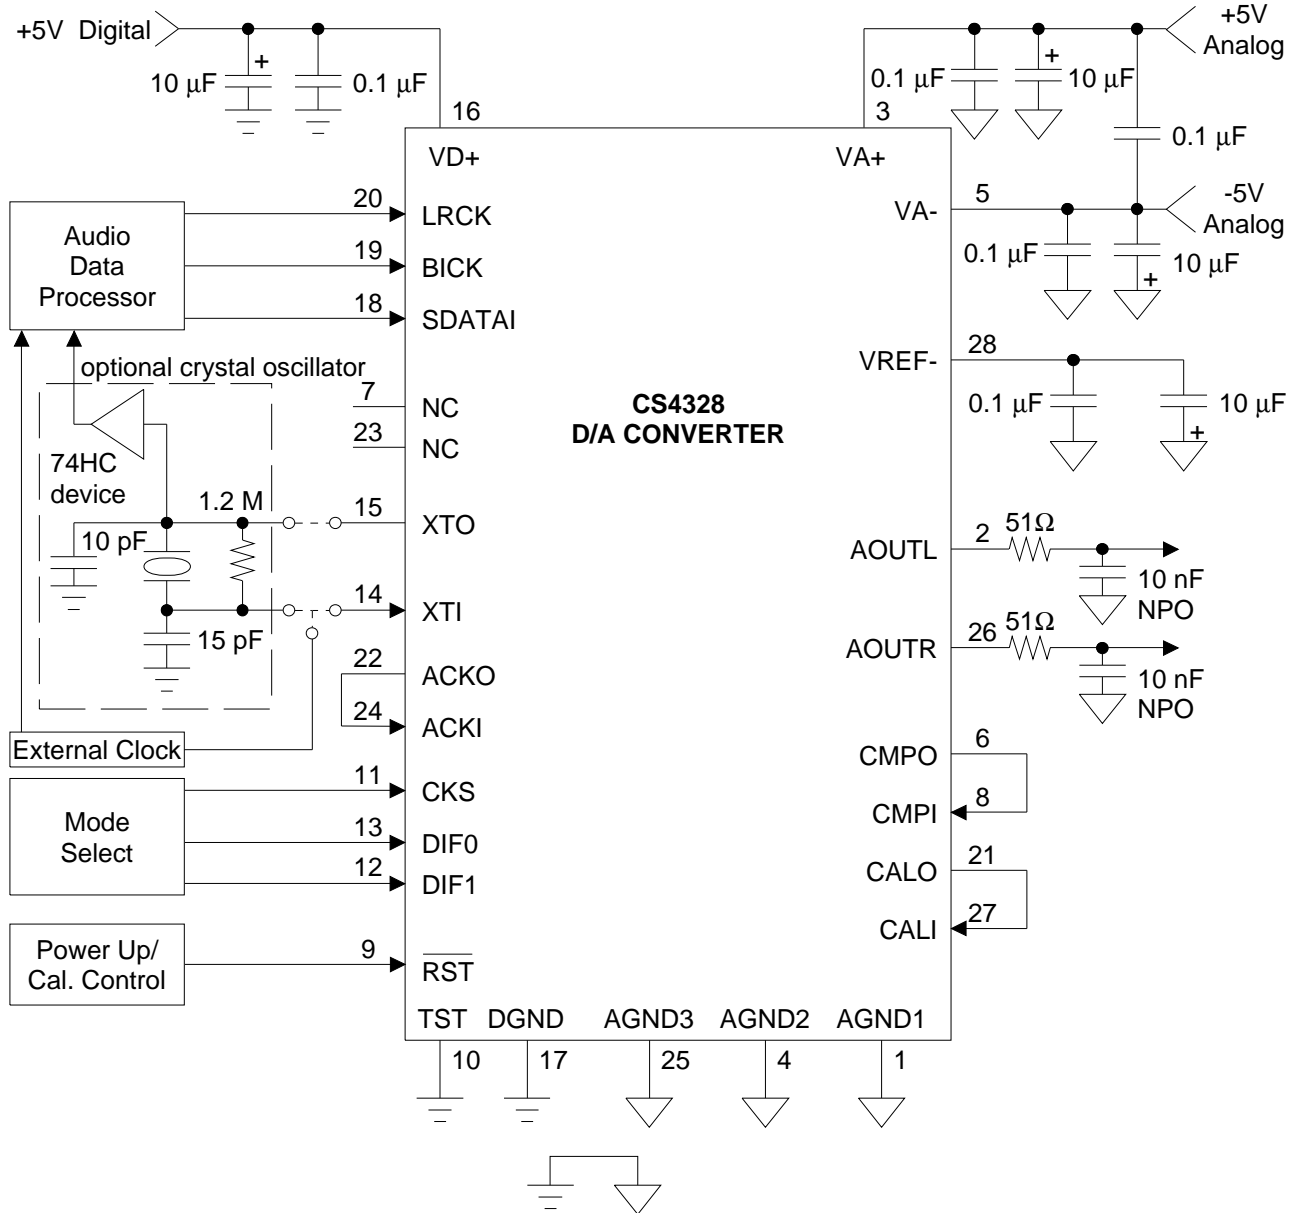 +5V Digital
10 µF
+
0.1 µF
16
VD+
+5V
Analog
0.1 µF
+
10 µF
3
VA+
0.1 µF
5
VA-
-5V
Analog
0.1 µF
10 µF
+
20
LRCK
19
BICK
18
SDATAI
Audio
Data
Processor
optional crystal oscillator
74HC
device
1.2 M
10 pF
15 pF
7
NC
23
NC
15
XTO
14
XTI
22
ACKO
24
ACKI
External Clock
11
CKS
13
DIF0
12
DIF1
Mode
Select
9
RST
Power Up/
Cal. Control
CS4328
D/A CONVERTER
VREF-
28
0.1 µF
10 µF
+
AOUTL
2
51Ω
10 nF
NPO
AOUTR
26
51Ω
10 nF
NPO
CMPO
6
CMPI
8
CALO
21
CALI
27
TST
DGND
AGND3
AGND2
AGND1
10
17
25
4
1